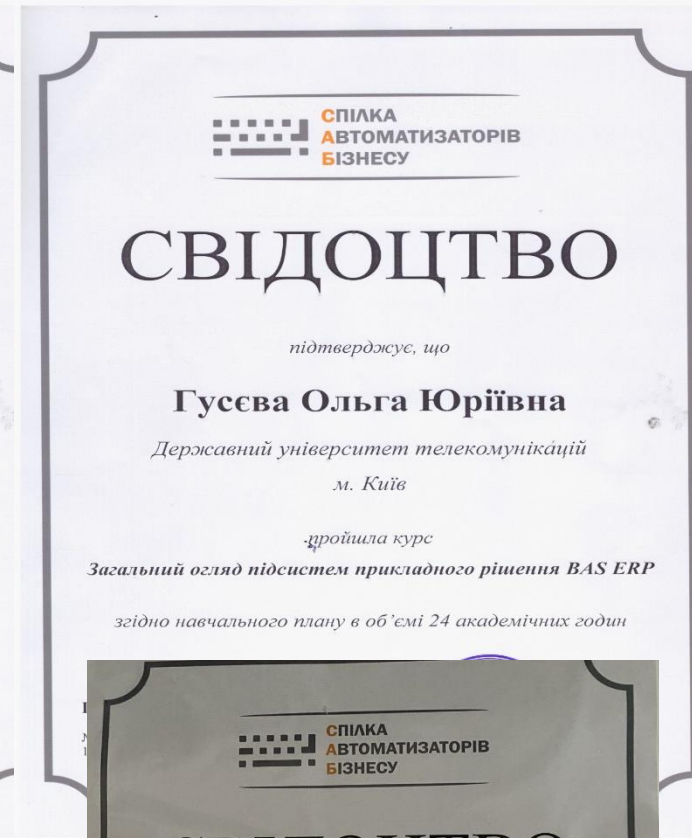 СПІЛКА
АВТОМАТИЗАТОРІВ
БІЗНЕСУ
СВІДОЦТВО
підтверджує, що
Гусєва Ольга Юріївна
Державний університет телекомунікацій
м. Київ
пройшла курс
Загальний огляд підсистем прикладного рішення BAS ERP
згідно навчального плану в об’ємі 24 академічних годин
СПІЛКА
АВТОМАТИЗАТОРІВ
БІЗНЕСУ